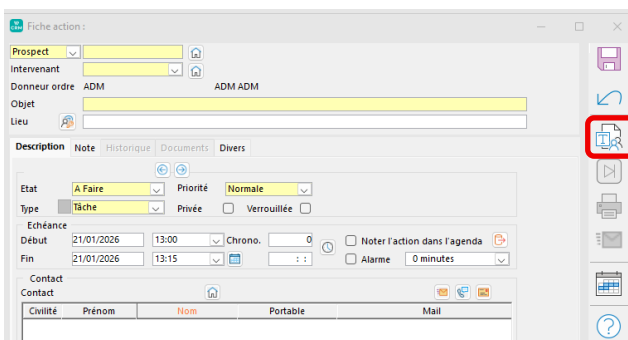 CRM Fiche action :
Prospect
Intervenant
Donneur ordre ADM ADM ADM
Objet
Lieu
Description Note Historique Documents Divers
Etat A Faire Priorité Normale
Type Tâche Privée Verrouillée
Echéance
Début 21/01/2026 13:00 Chrono. 0 Noter l'action dans l'agenda
Fin 21/01/2026 13:15 : : Alarme 0 minutes
Contact
Contact
Civilité Prénom Nom Portable Mail